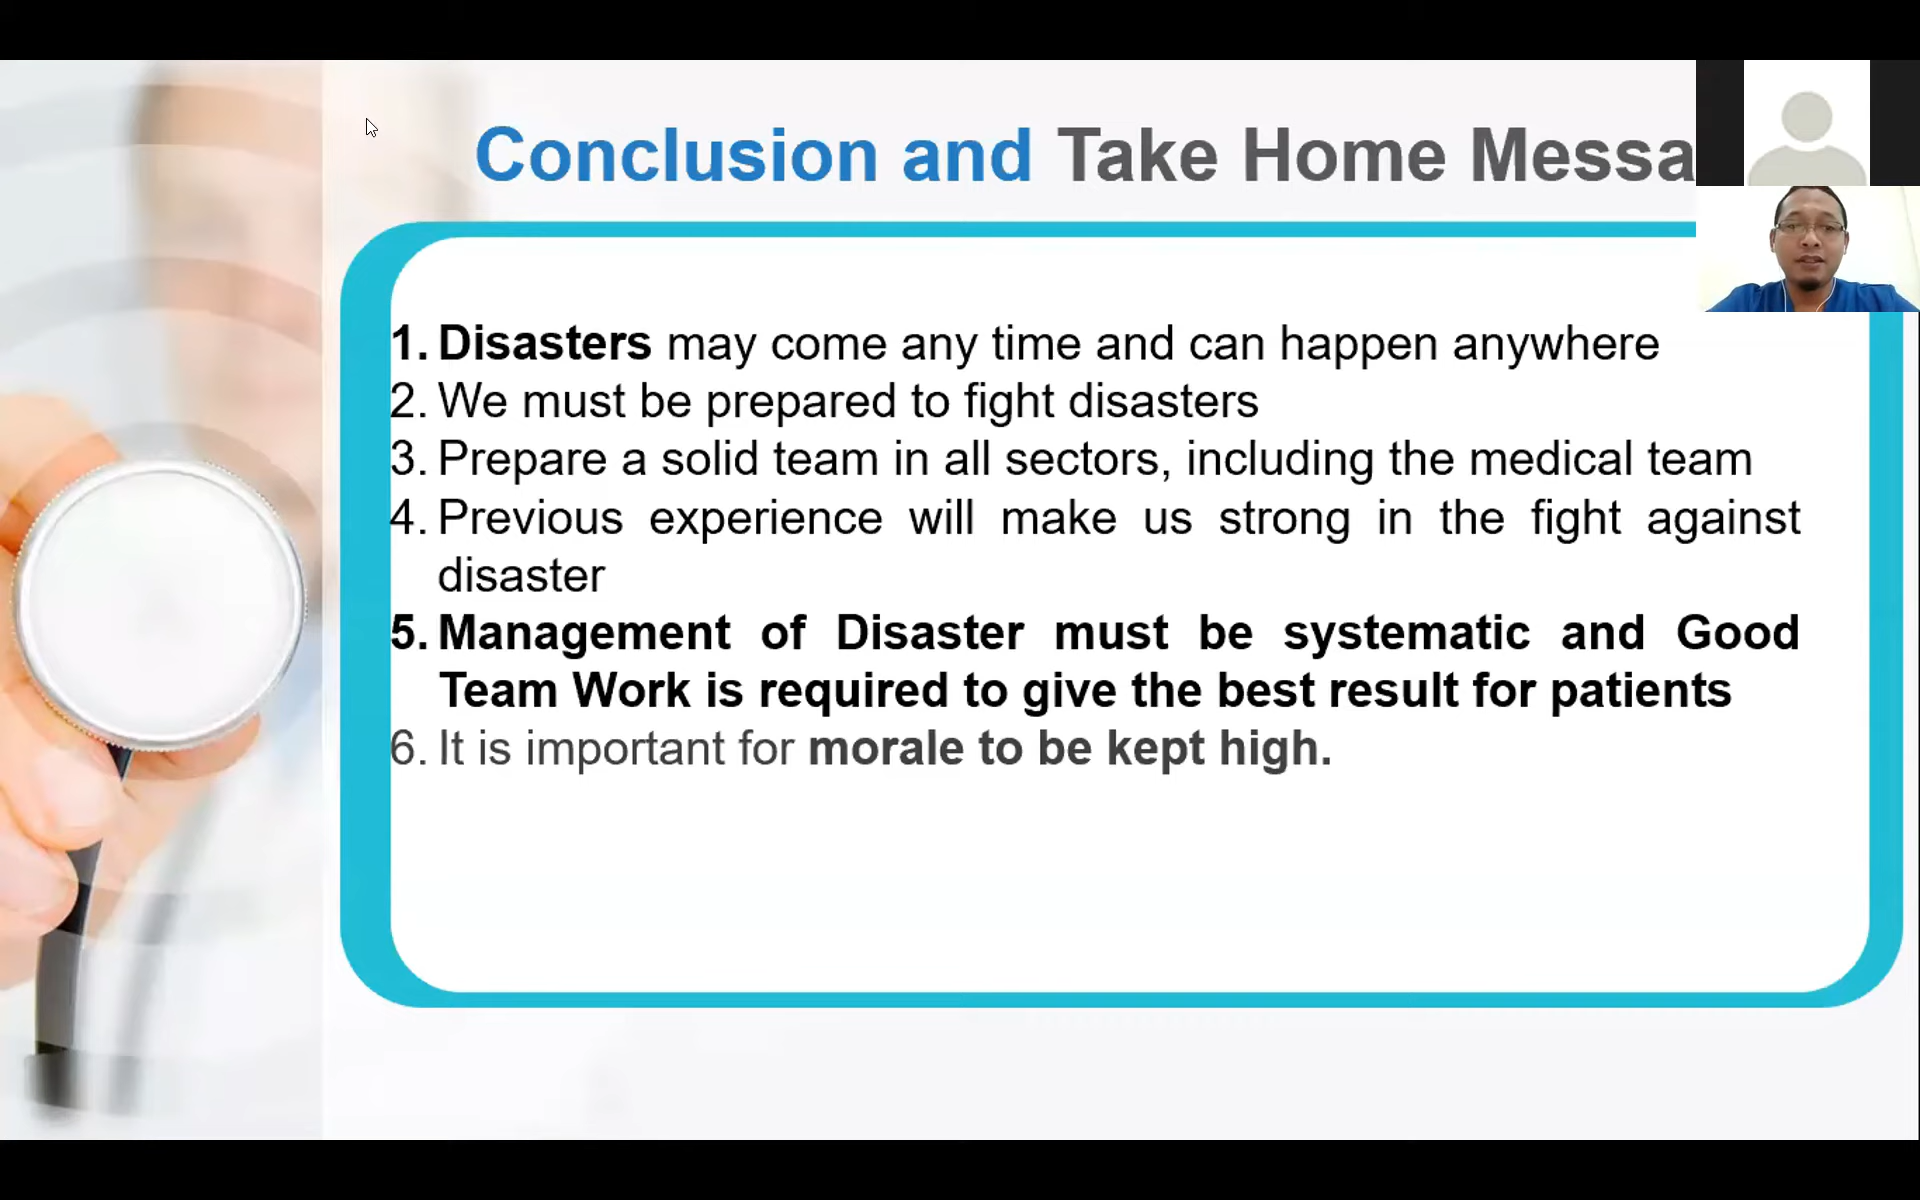 Conclusion and Take Home Messa
1. Disasters may come any time and can happen anywhere
2. We must be prepared to fight disasters
3. Prepare a solid team in all sectors, including the medical team
4. Previous experience will make us strong in the fight against
disaster
5. Management of Disaster must be systematic and Good
Team Work is required to give the best result for patients
6. It is important for morale to be kept high.